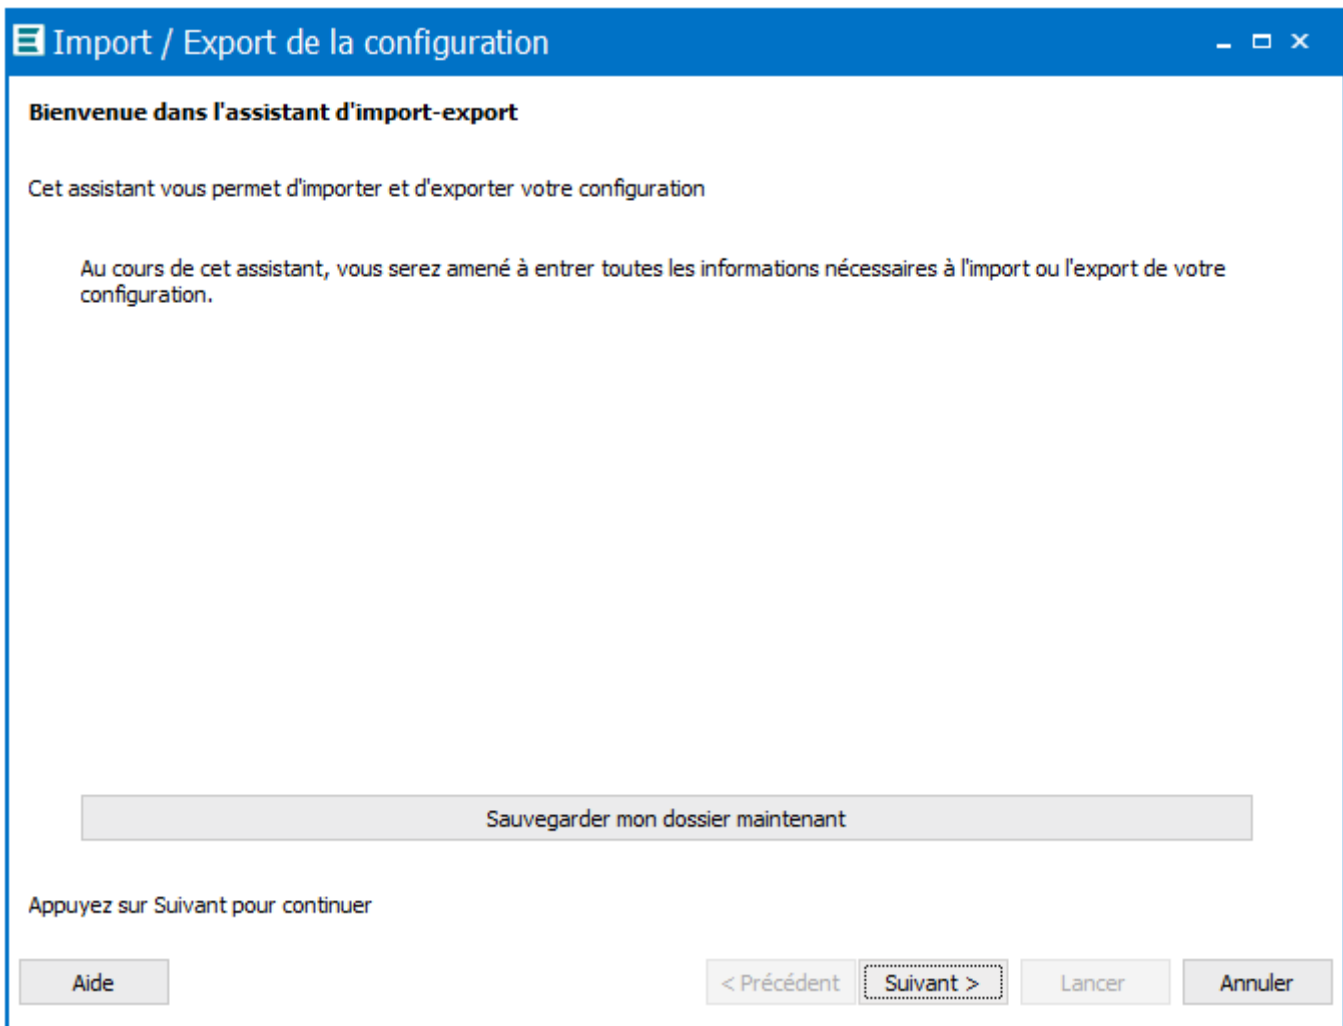 Import / Export de la configuration
Bienvenue dans l'assistant d'import-export
Cet assistant vous permet d'importer et d'exporter votre configuration
Au cours de cet assistant, vous serez amené à entrer toutes les informations nécessaires à l'import ou l'export de votre
configuration.
Sauvegarder mon dossier maintenant
Appuyez sur Suivant pour continuer
Aide
< Précédent
Suivant >
Lancer
Annuler